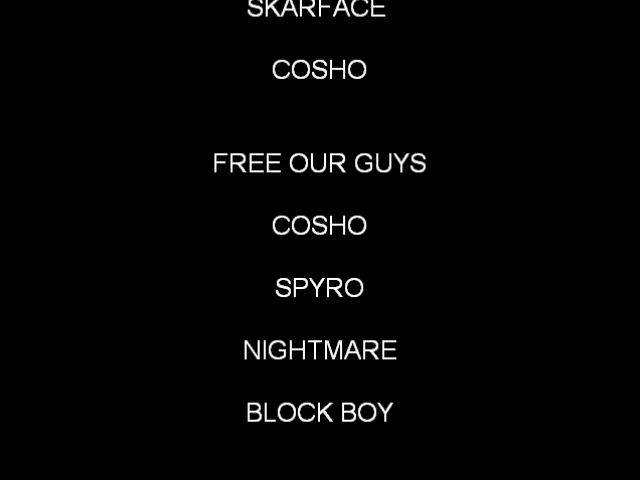 SKARFACE
COSHO
FREE OUR GUYS
COSHO
SPYRO
NIGHTMARE
BLOCK BOY